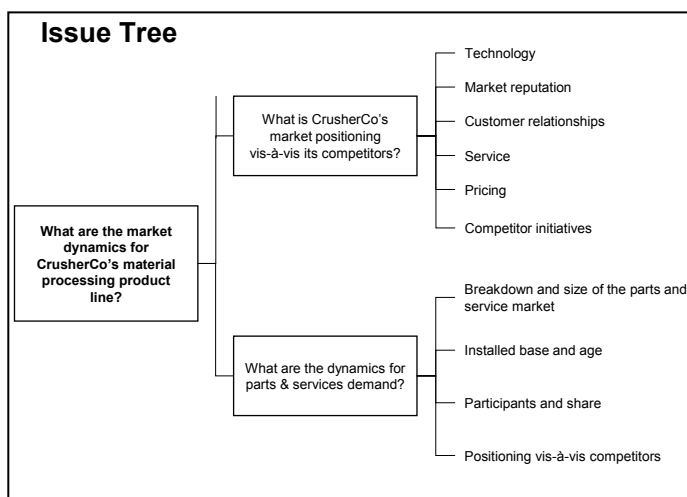 Issue Tree
What is CrusherCo’s
market positioning
vis-à-vis its competitors?
Technology
Market reputation
Customer relationships
Service
Pricing
Competitor initiatives
What are the market
dynamics for
CrusherCo’s material
processing product
line?
What are the dynamics for
parts & services demand?
Breakdown and size of the parts and
service market
Installed base and age
Participants and share
Positioning vis-à-vis competitors